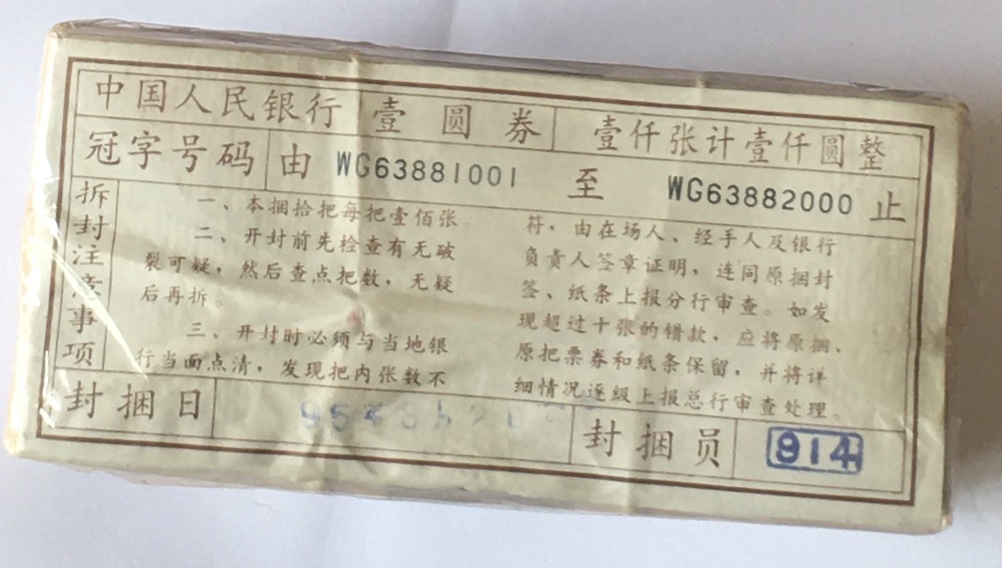 中国人民银行 壹圆券 壹仟张计壹仟圆整
冠字号码 由 WG63881001 至 WG63882000 止
拆封注意事项
一、本捆拾把每把壹佰张。
二、开封前先检查有无破
裂可疑，然后查点把数，无疑
后再拆。
三、开封时必须与当地银
行当面点清，发现把内张数不
符，由在场人、经手人及银行
负责人签章证明，连同原捆封
签、纸条上报分行审查。如发
现超过十张的错款，应将原捆、
原把票券和纸条保留，并将详
细情况逐级上报总行审查处理。
封捆日 封捆员 914